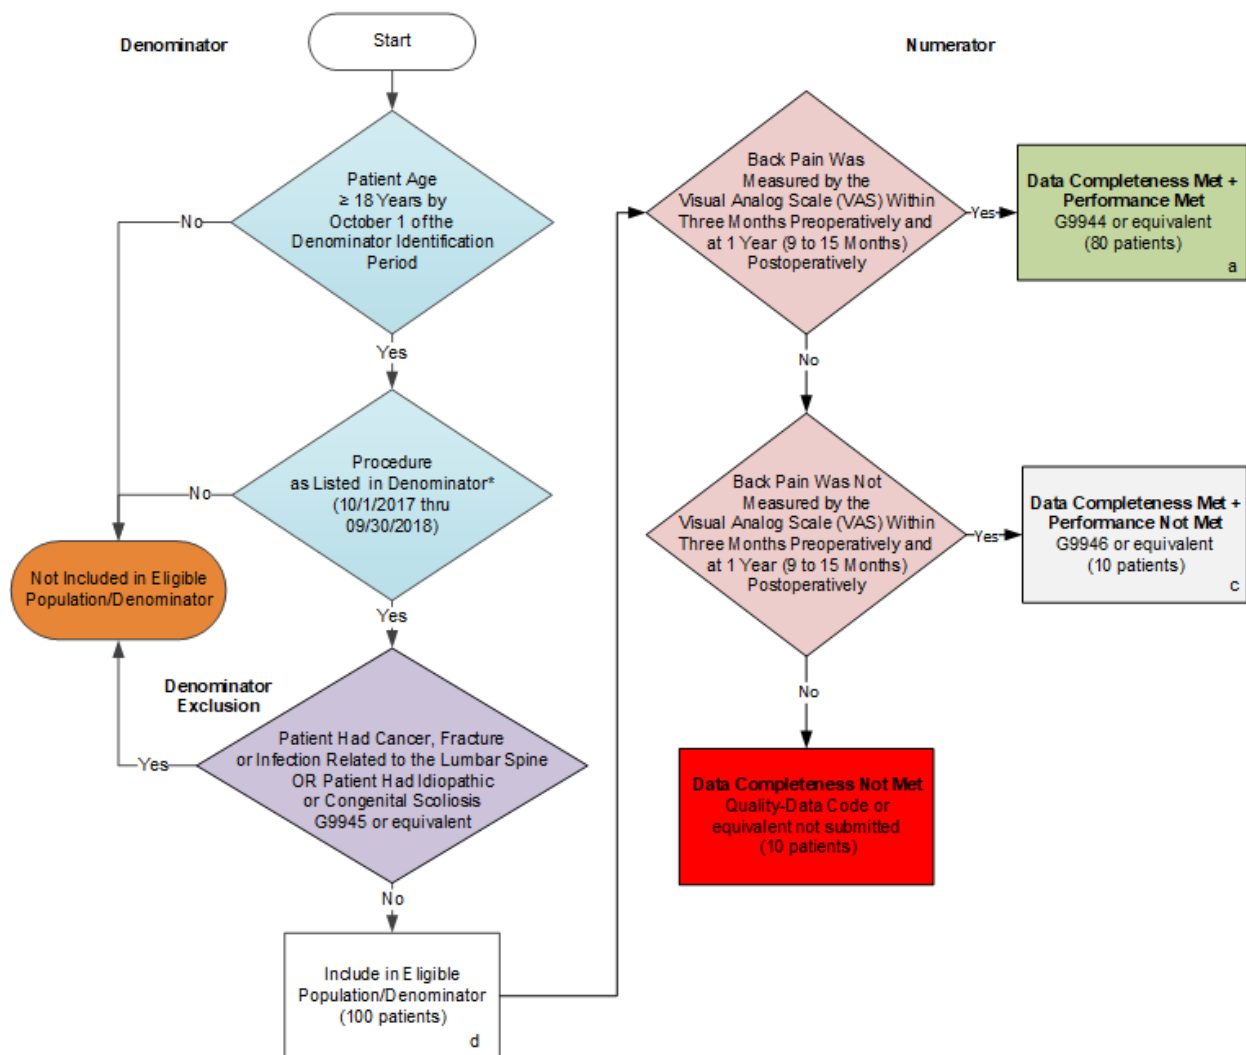 Denominator
Start
Numerator
Patient Age
≥ 18 Years by
October 1 of the
Denominator Identification
Period
No
Yes
Procedure
as Listed in Denominator*
(10/1/2017 thru
09/30/2018)
No
Yes
Not Included in Eligible
Population/Denominator
Denominator
Exclusion
Patient Had Cancer, Fracture
or Infection Related to the Lumbar Spine
OR Patient Had Idiopathic
or Congenital Scoliosis
G9945 or equivalent
Yes
No
Include in Eligible
Population/Denominator
(100 patients)
d
Back Pain Was
Measured by the
Visual Analog Scale (VAS) Within
Three Months Preoperatively and
at 1 Year (9 to 15 Months)
Postoperatively
Yes
Data Completeness Met +
Performance Met
G9944 or equivalent
(80 patients)
a
No
Back Pain Was Not
Measured by the
Visual Analog Scale (VAS) Within
Three Months Preoperatively and
at 1 Year (9 to 15 Months)
Postoperatively
Yes
Data Completeness Met +
Performance Not Met
G9946 or equivalent
(10 patients)
c
No
Data Completeness Not Met
Quality-Data Code or
equivalent not submitted
(10 patients)